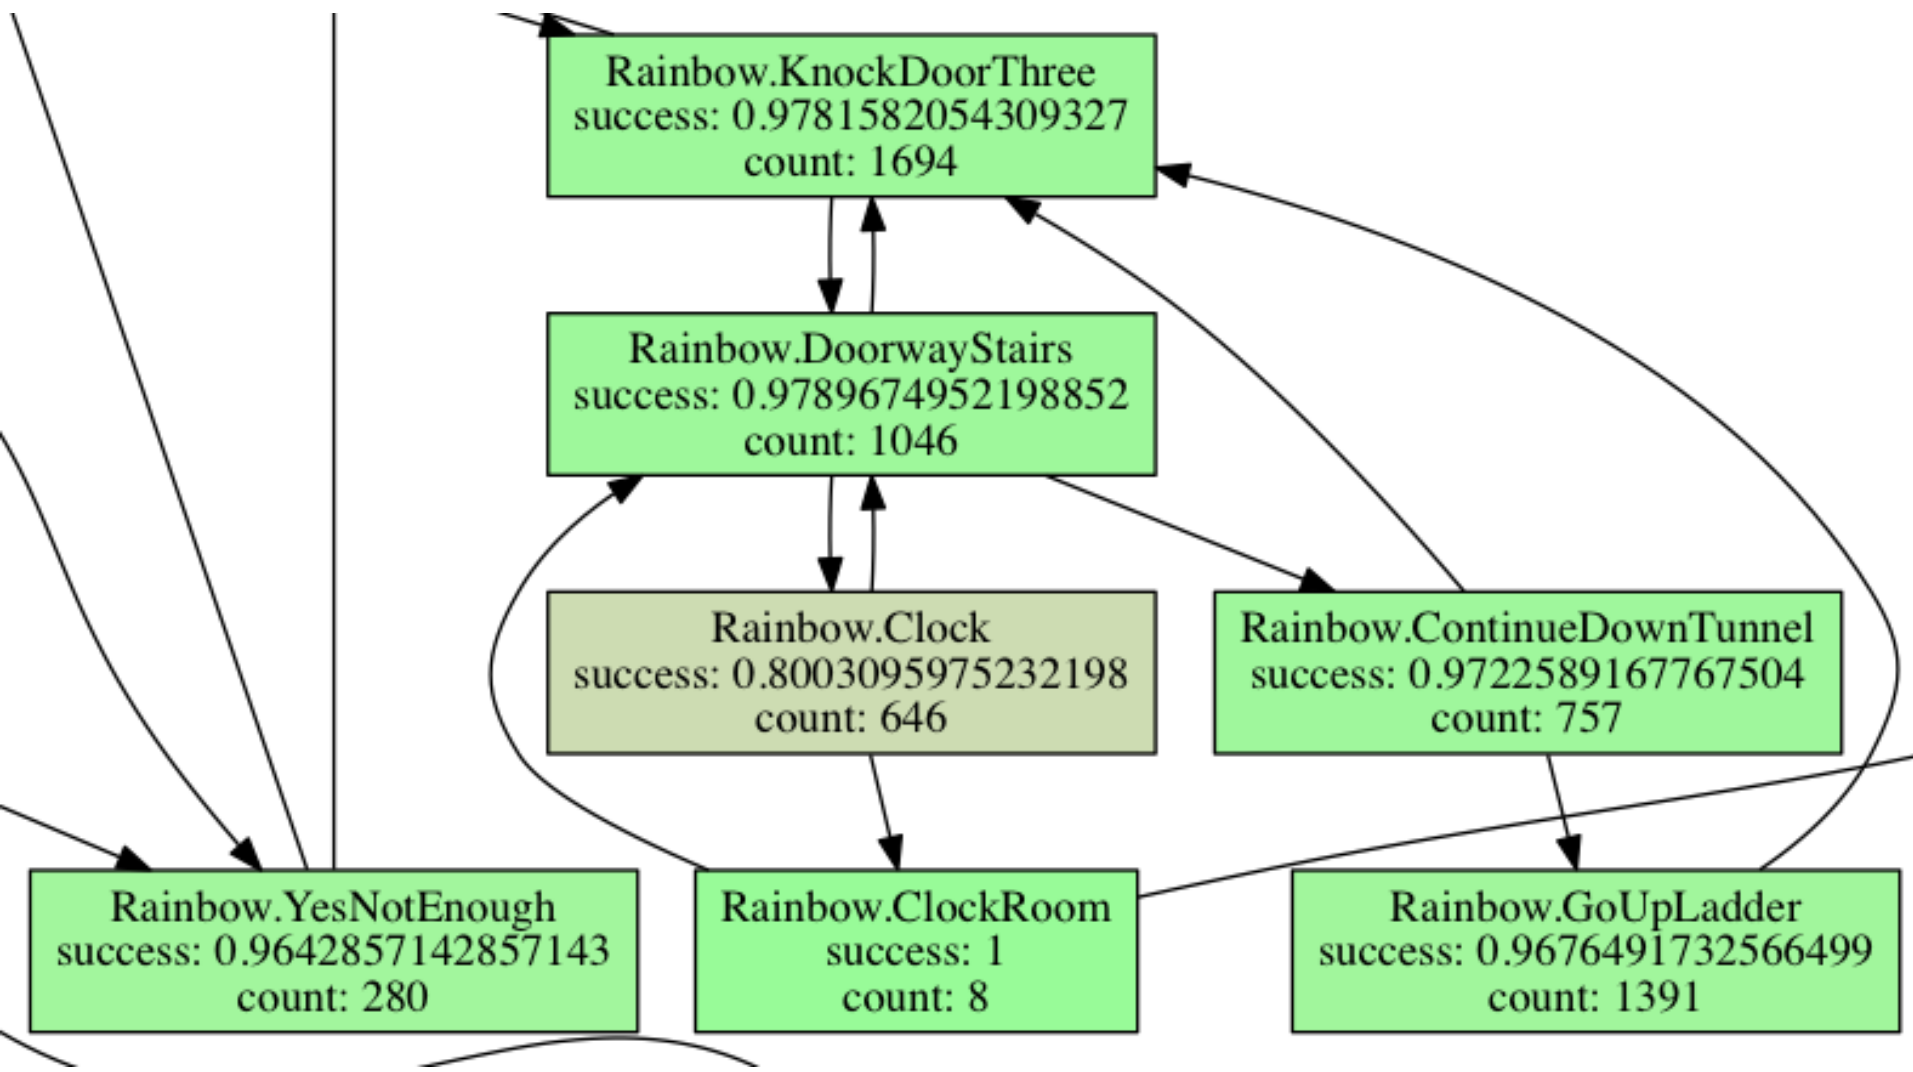 Rainbow.KnockDoorThree
success: 0.9781582054309327
count: 1694
Rainbow.DoorwayStairs
success: 0.9789674952198852
count: 1046
Rainbow.Clock
success: 0.8003095975232198
count: 646
Rainbow.ContinueDownTunnel
success: 0.9722589167767504
count: 757
Rainbow.YesNotEnough
success: 0.9642857142857143
count: 280
Rainbow.ClockRoom
success: 1
count: 8
Rainbow.GoUpLadder
success: 0.9676491732566499
count: 1391